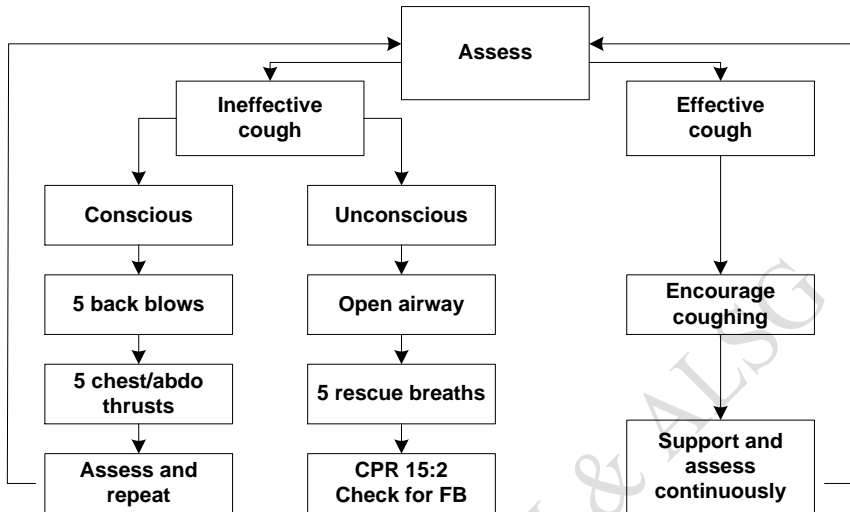 Assess
Ineffective
cough
Effective
cough
Conscious
Unconscious
5 back blows
Open airway
Encourage
coughing
5 chest/abdo
thrusts
5 rescue breaths
Assess and
repeat
CPR 15:2
Check for FB
Support and
assess
continuously
& ALSG